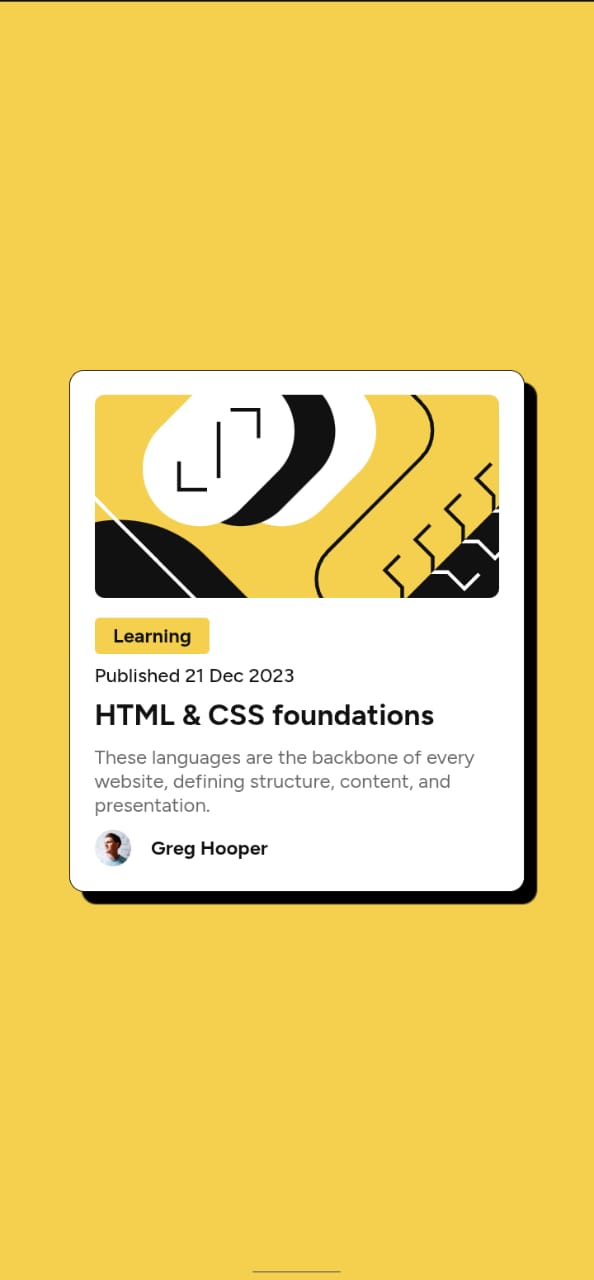 Learning
Published 21 Dec 2023
HTML & CSS foundations
These languages are the backbone of every
website, defining structure, content, and
presentation.
Greg Hooper